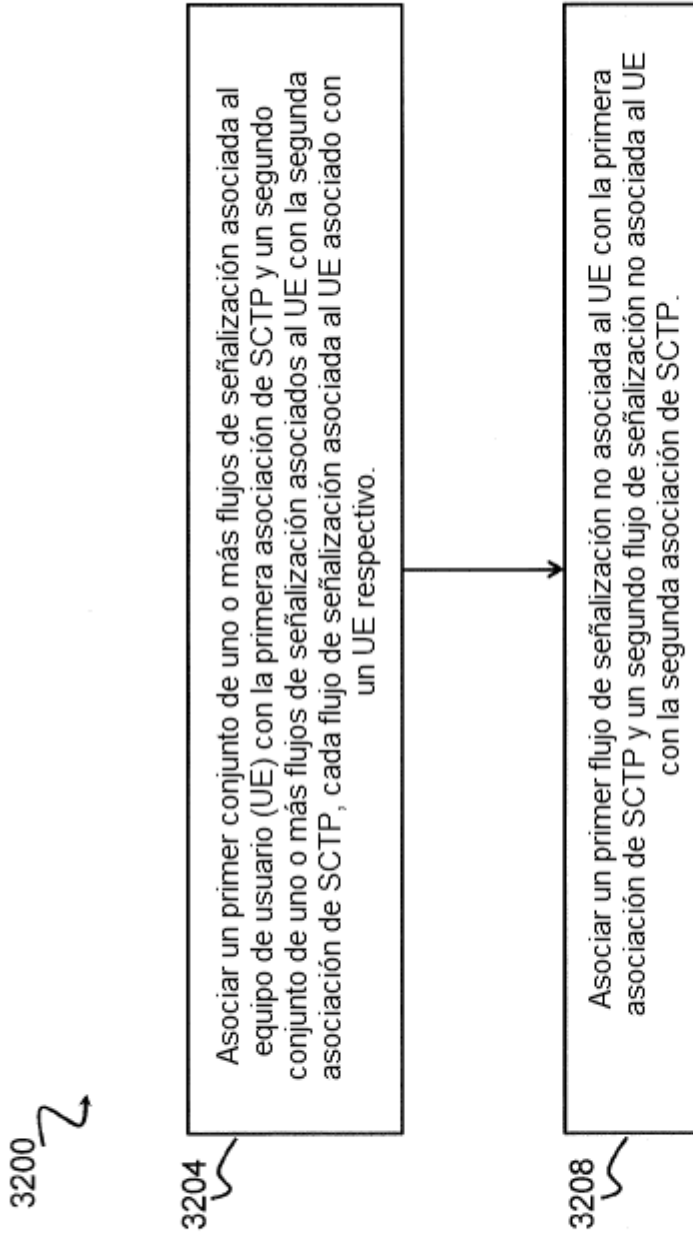 3200
3204
Asociar un primer conjunto de uno o más flujos de señalización asociada al
equipo de usuario (UE) con la primera asociación de SCTP y un segundo
conjunto de uno o más flujos de señalización asociados al UE con la segunda
asociación de SCTP, cada flujo de señalización asociada al UE asociado con
un UE respectivo.
3208
Asociar un primer flujo de señalización no asociada al UE con la primera
asociación de SCTP y un segundo flujo de señalización no asociada al UE
con la segunda asociación de SCTP.